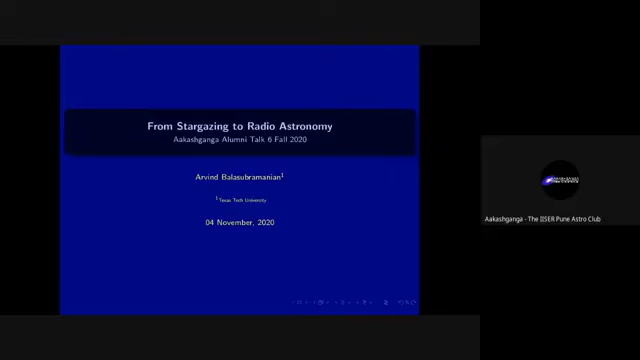 From Stargazing to Radio Astronomy
Aakashganga Alumni Talk 6 Fall 2020
Arvind Balasubramanian¹
¹Texas Tech University
04 November, 2020
Aakashganga - The IISER Pune Astro Club